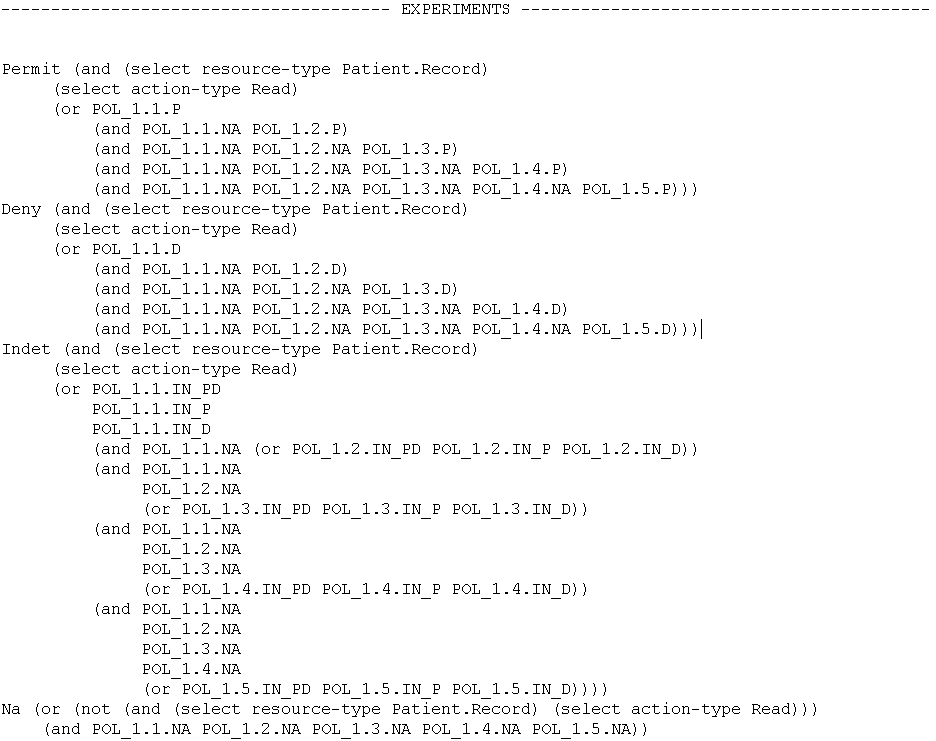 --------------------------------------- EXPERIMENTS -----------------------------------------
Permit (and (select resource-type Patient.Record)
     (select action-type Read)
     (or POL_1.1.P
         (and POL_1.1.NA POL_1.2.P)
         (and POL_1.1.NA POL_1.2.NA POL_1.3.P)
         (and POL_1.1.NA POL_1.2.NA POL_1.3.NA POL_1.4.P)
         (and POL_1.1.NA POL_1.2.NA POL_1.3.NA POL_1.4.NA POL_1.5.P)))
Deny (and (select resource-type Patient.Record)
     (select action-type Read)
     (or POL_1.1.D
         (and POL_1.1.NA POL_1.2.D)
         (and POL_1.1.NA POL_1.2.NA POL_1.3.D)
         (and POL_1.1.NA POL_1.2.NA POL_1.3.NA POL_1.4.D)
         (and POL_1.1.NA POL_1.2.NA POL_1.3.NA POL_1.4.NA POL_1.5.D)))
Indet (and (select resource-type Patient.Record)
     (select action-type Read)
     (or POL_1.1.IN_PD
         POL_1.1.IN_P
         POL_1.1.IN_D
         (and POL_1.1.NA (or POL_1.2.IN_PD POL_1.2.IN_P POL_1.2.IN_D))
         (and POL_1.1.NA
              POL_1.2.NA
              (or POL_1.3.IN_PD POL_1.3.IN_P POL_1.3.IN_D))
         (and POL_1.1.NA
              POL_1.2.NA
              POL_1.3.NA
              (or POL_1.4.IN_PD POL_1.4.IN_P POL_1.4.IN_D))
         (and POL_1.1.NA
              POL_1.2.NA
              POL_1.3.NA
              POL_1.4.NA
              (or POL_1.5.IN_PD POL_1.5.IN_P POL_1.5.IN_D))))
Na (or (not (and (select resource-type Patient.Record) (select action-type Read)))
    (and POL_1.1.NA POL_1.2.NA POL_1.3.NA POL_1.4.NA POL_1.5.NA))